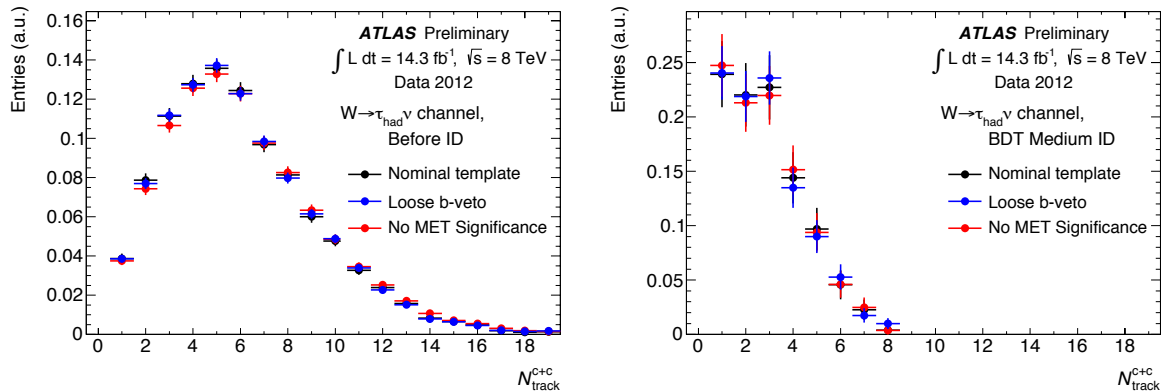 Entries (a.u.)
0.16
0.14
0.12
0.1
0.08
0.06
0.04
0.02
0
ATLAS Preliminary
∫ L dt = 14.3 fb⁻¹, √s = 8 TeV
Data 2012
W→τ_had ν channel,
Before ID
Nominal template
Loose b-veto
No MET Significance
0 2 4 6 8 10 12 14 16 18
N_track^c+c
Entries (a.u.)
0.25
0.2
0.15
0.1
0.05
0
ATLAS Preliminary
∫ L dt = 14.3 fb⁻¹, √s = 8 TeV
Data 2012
W→τ_had ν channel,
BDT Medium ID
Nominal template
Loose b-veto
No MET Significance
0 2 4 6 8 10 12 14 16 18
N_track^c+c